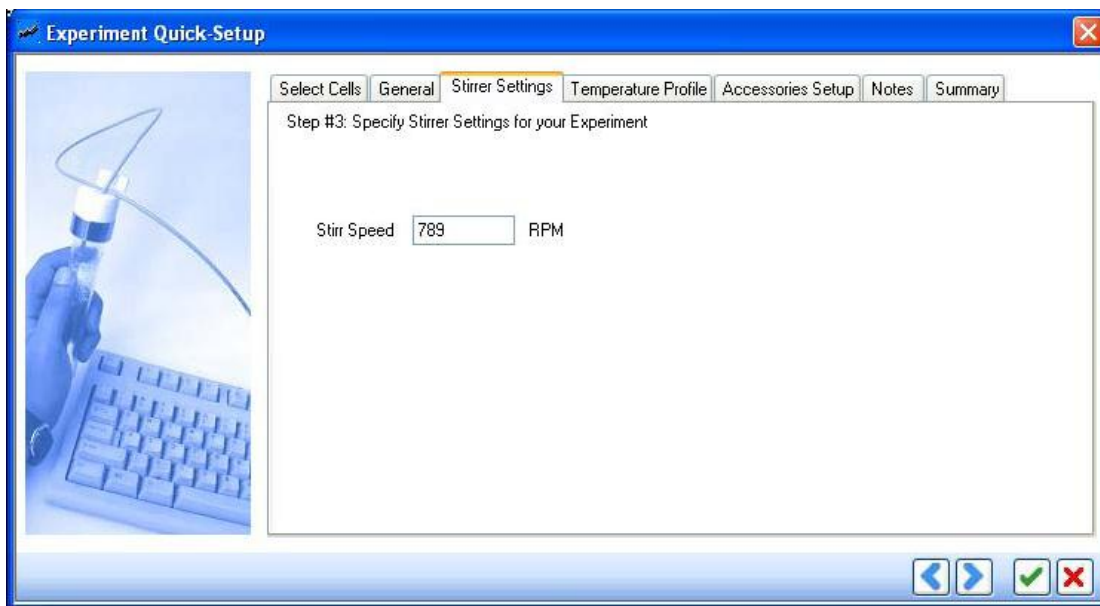 Experiment Quick-Setup
Select Cells General Stirrer Settings Temperature Profile Accessories Setup Notes Summary
Step #3: Specify Stirrer Settings for your Experiment
Stirr Speed 789 RPM